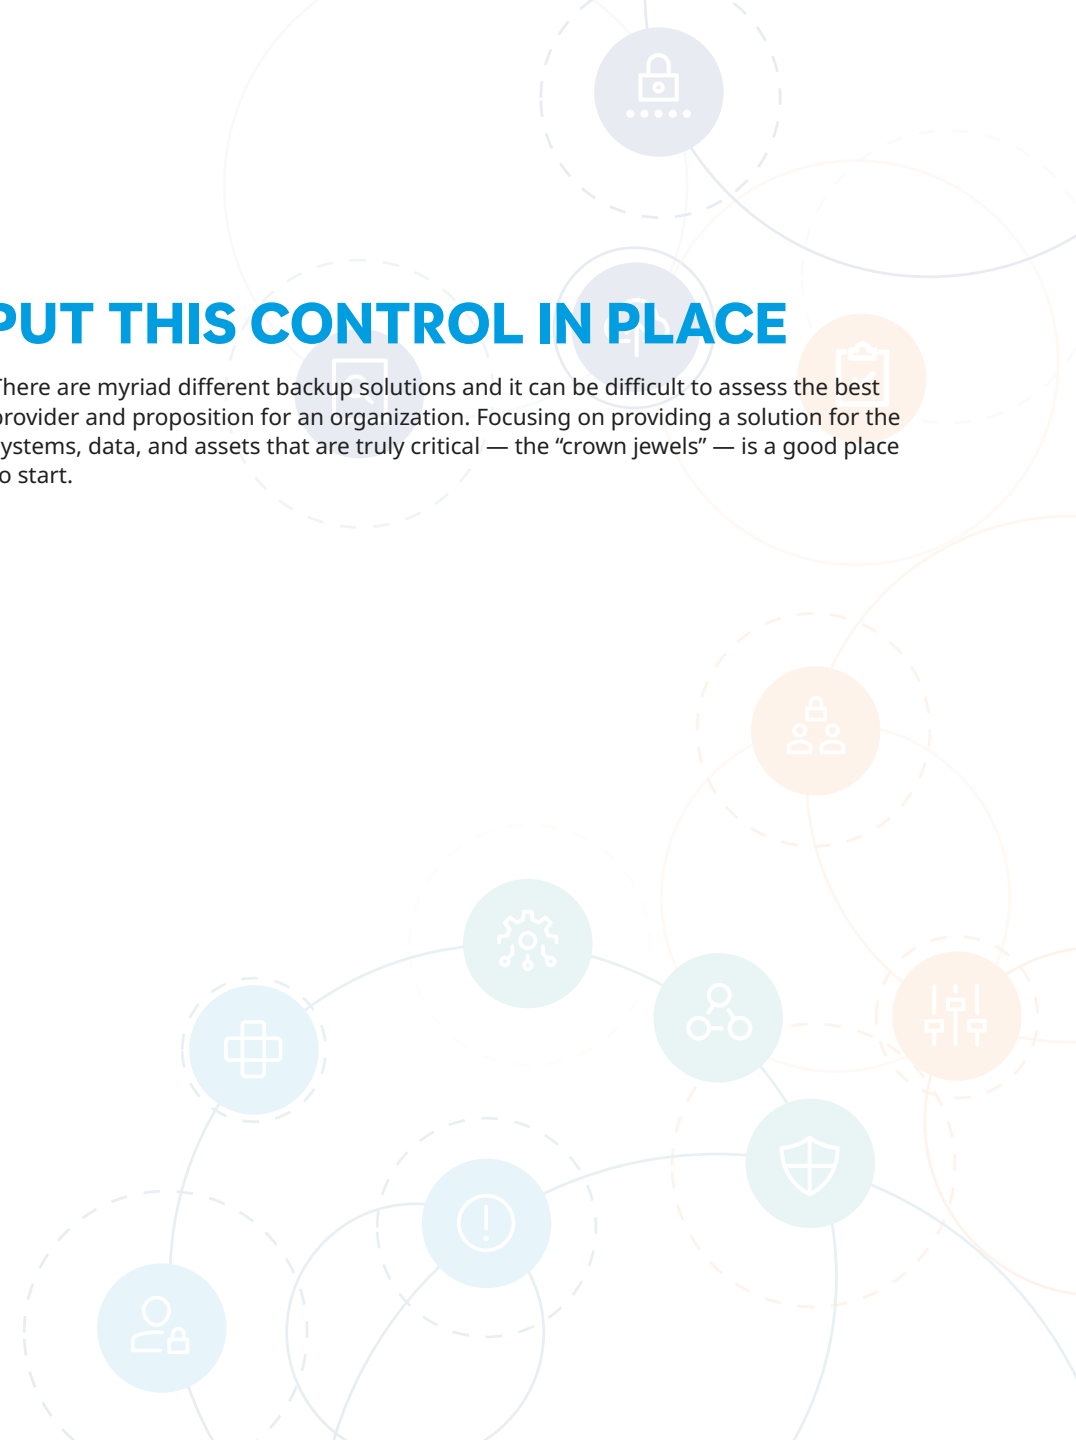 PUT THIS CONTROL IN PLACE
There are myriad different backup solutions and it can be difficult to assess the best
provider and proposition for an organization. Focusing on providing a solution for the
systems, data, and assets that are truly critical — the “crown jewels” — is a good place
to start.